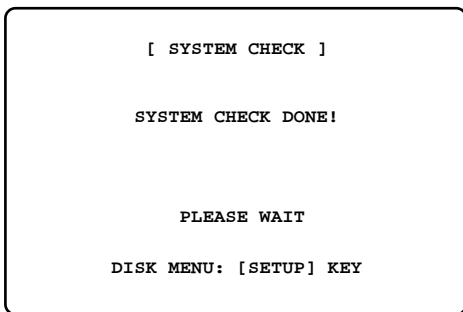 [ SYSTEM CHECK ]
SYSTEM CHECK DONE!
PLEASE WAIT
DISK MENU: [SETUP] KEY